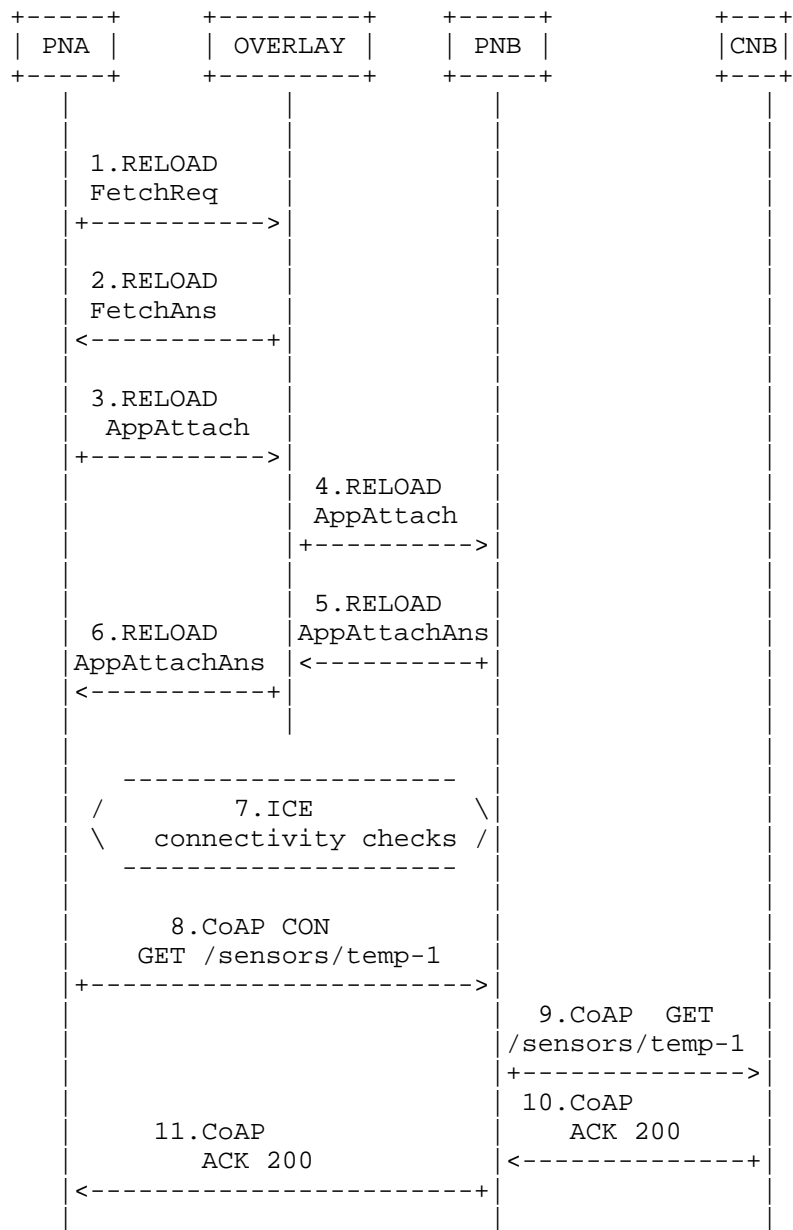 PNA OVERLAY PNB CNB
1.RELOAD
FetchReq
2.RELOAD
FetchAns
3.RELOAD
AppAttach
4.RELOAD
AppAttach
5.RELOAD
6.RELOAD AppAttachAns
AppAttachAns
7.ICE
connectivity checks
8.CoAP CON
GET /sensors/temp-1
9.CoAP GET
/sensors/temp-1
10.CoAP
11.CoAP ACK 200
ACK 200